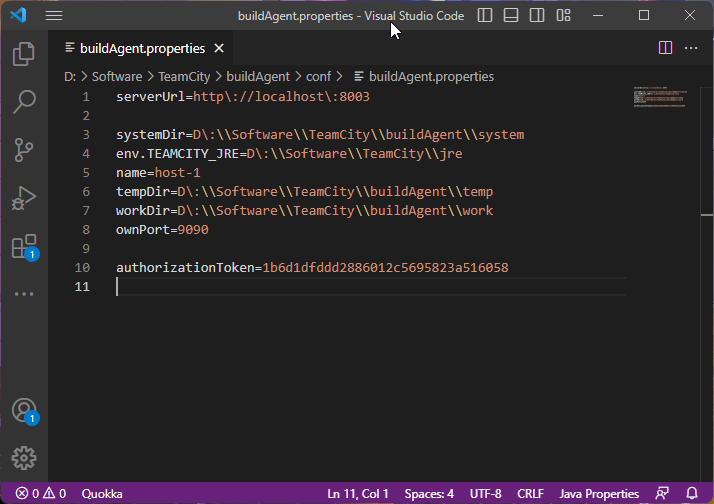 buildAgent.properties - Visual Studio Code
buildAgent.properties
D: > Software > TeamCity > buildAgent > conf > buildAgent.properties
1 serverUrl=http\://localhost\:8003
2
3 systemDir=D\:\\Software\\TeamCity\\buildAgent\\system
4 env.TEAMCITY_JRE=D\:\\Software\\TeamCity\\jre
5 name=host-1
6 tempDir=D\:\\Software\\TeamCity\\buildAgent\\temp
7 workDir=D\:\\Software\\TeamCity\\buildAgent\\work
8 ownPort=9090
9
10 authorizationToken=1b6d1dfddd2886012c5695823a516058
11
1
1
0 0 Quokka Ln 11, Col 1 Spaces: 4 UTF-8 CRLF Java Properties